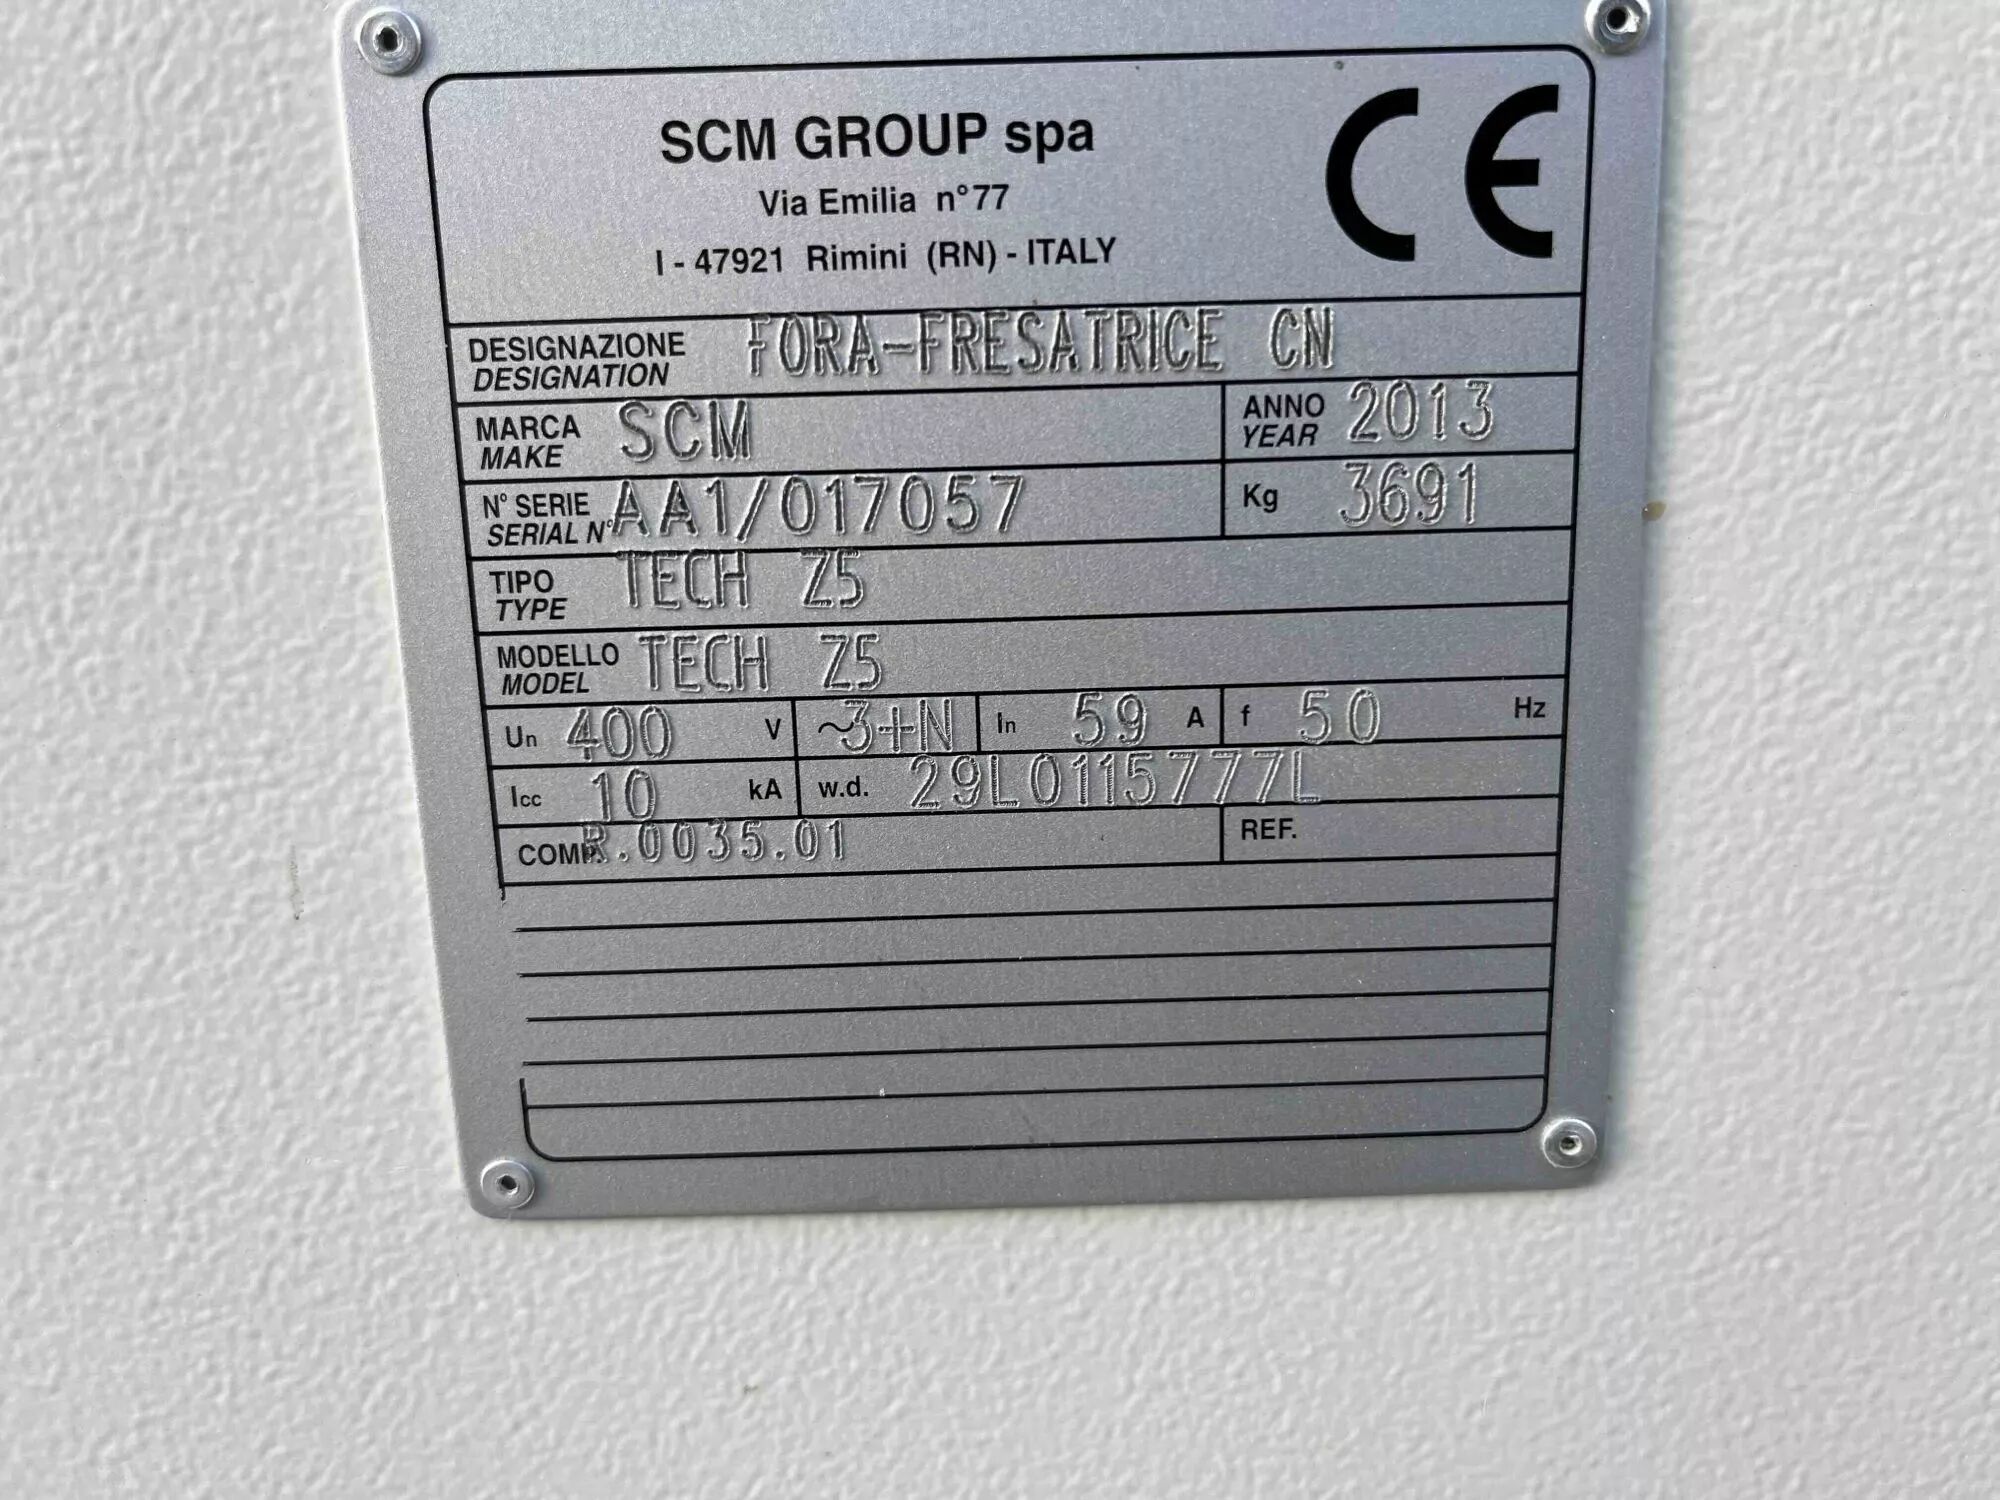 SCM GROUP spa
CE
Via Emilia n°77
I - 47921 Rimini (RN) - ITALY
DESIGNAZIONE FORA-FRESATRICE CN
DESIGNATION
MARCA SCM ANNO 2013
MAKE YEAR
N° SERIE AA1/017057 Kg 3691
SERIAL N°
TIPO TECH Z5
TYPE
MODELLO TECH Z5
MODEL
Un 400 V ~3+N In 59 A f 50 Hz
Icc 10 kA w.d. 29L0115777L
COMP. R.0035.01 REF.